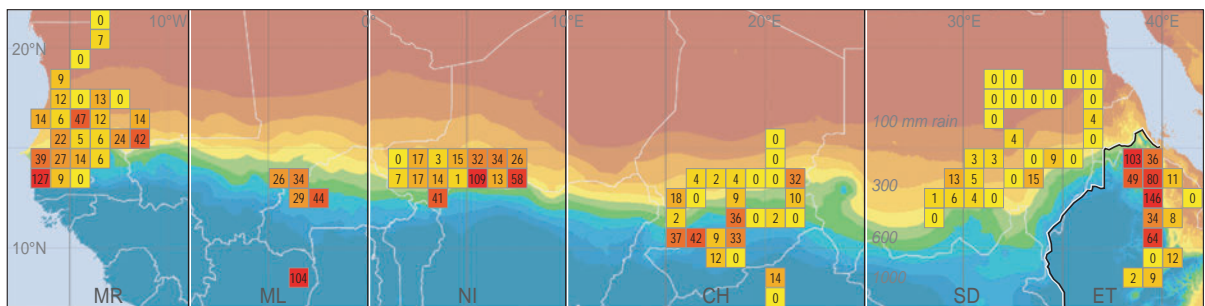 0 10°W 0° 10°E 20°E 30°E 40°E
20°N 7
0
9 0 0 0 0
12 0 13 0 0 0 0 0 0
14 6 47 12 14 100 mm rain 0 4
22 5 6 24 42 0 4 0
39 27 14 6 0 17 3 15 32 34 26 0 3 3 0 9 0 103 36
127 9 0 26 34 7 17 14 1 109 13 58 4 2 4 0 0 32 300 13 5 0 15 49 80 11
29 44 41 18 0 9 10 1 6 4 0 146 0
2 36 0 2 0 0 34 8
10°N 37 42 9 33 600 64
12 0 0 12
104 14 1000 2 9
MR ML NI CH 0 SD ET